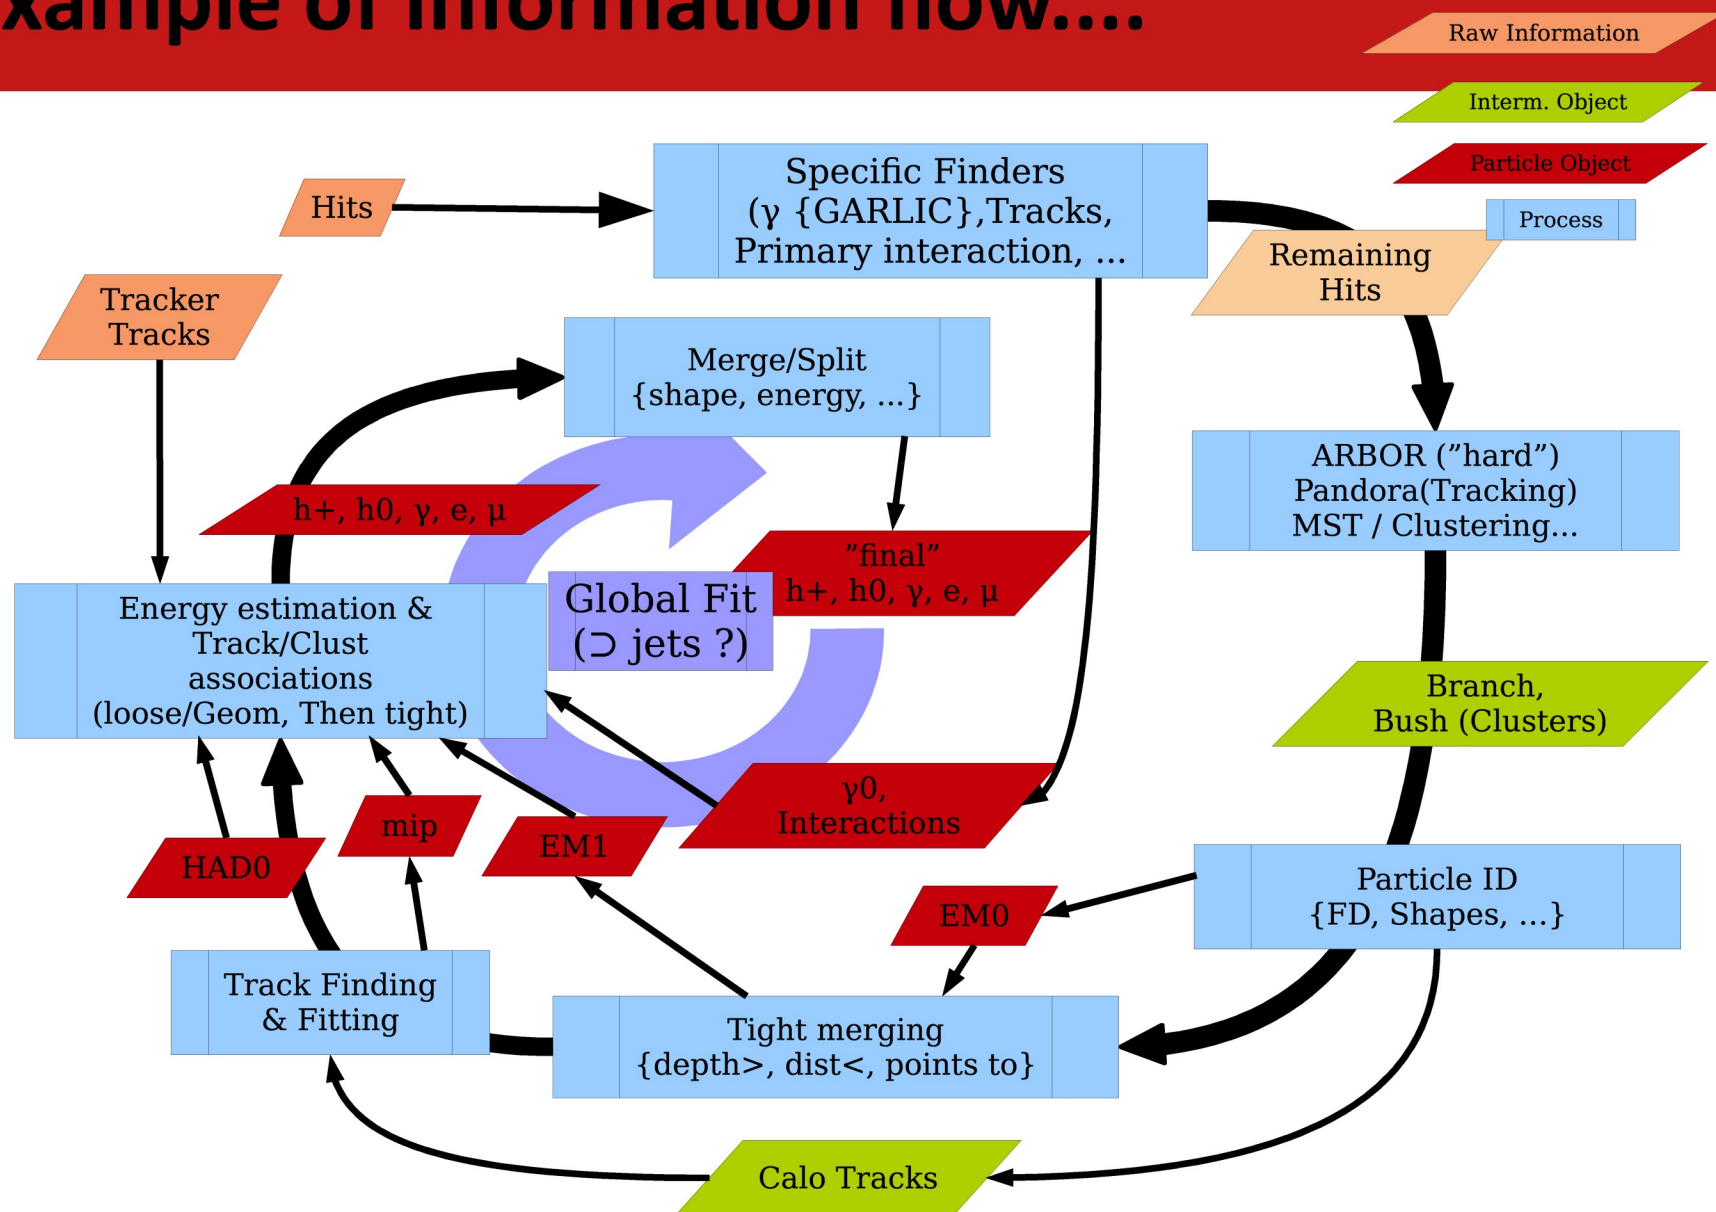 xample of information flow....
Raw Information
Interm. Object
Particle Object
Process
Hits
Specific Finders
(γ {GARLIC},Tracks,
Primary interaction, ...
Remaining
Hits
Tracker
Tracks
Merge/Split
{shape, energy, ...}
ARBOR (”hard”)
Pandora(Tracking)
MST / Clustering...
h+, h0, γ, e, μ
”final”
h+, h0, γ, e, μ
Global Fit
(⊃ jets ?)
Energy estimation &
Track/Clust
associations
(loose/Geom, Then tight)
Branch,
Bush (Clusters)
γ0,
Interactions
mip
EM1
HAD0
EM0
Particle ID
{FD, Shapes, ...}
Track Finding
& Fitting
Tight merging
{depth>, dist<, points to}
Calo Tracks